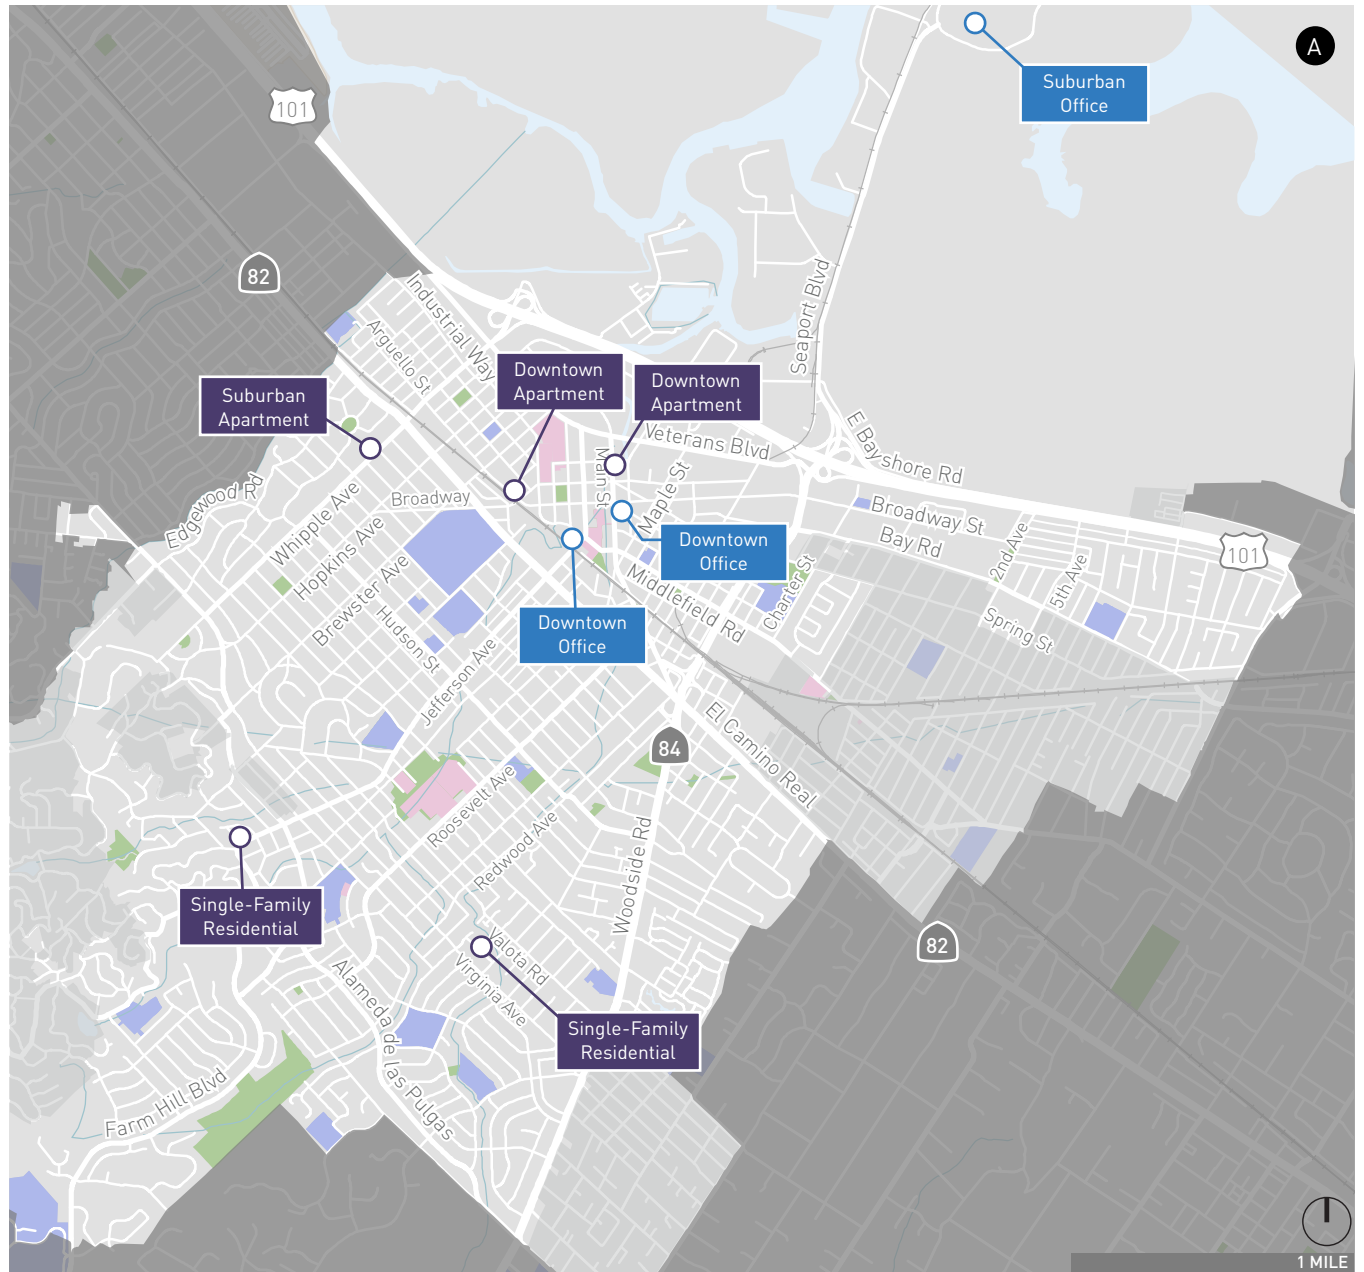 A
Suburban
Office
101
82
Industrial Way
Arguello St
Seaport Blvd
Downtown
Apartment
Downtown
Apartment
Suburban
Apartment
Veterans Blvd
E Bayshore Rd
Main St
Maple St
Edgewood Rd
Whipple Ave
Broadway
Hopkins Ave
Brewster Ave
Broadway St
Bay Rd
2nd Ave
5th Ave
101
Downtown
Office
Middlefield Rd
Charter St
Spring St
Hudson St
Downtown
Office
Jefferson Ave
84
El Camino Real
Roosevelt Ave
Redwood Ave
Woodside Rd
Single-Family
Residential
82
Valota Rd
Virginia Ave
Alameda de las Pulgas
Single-Family
Residential
Farm Hill Blvd
1 MILE